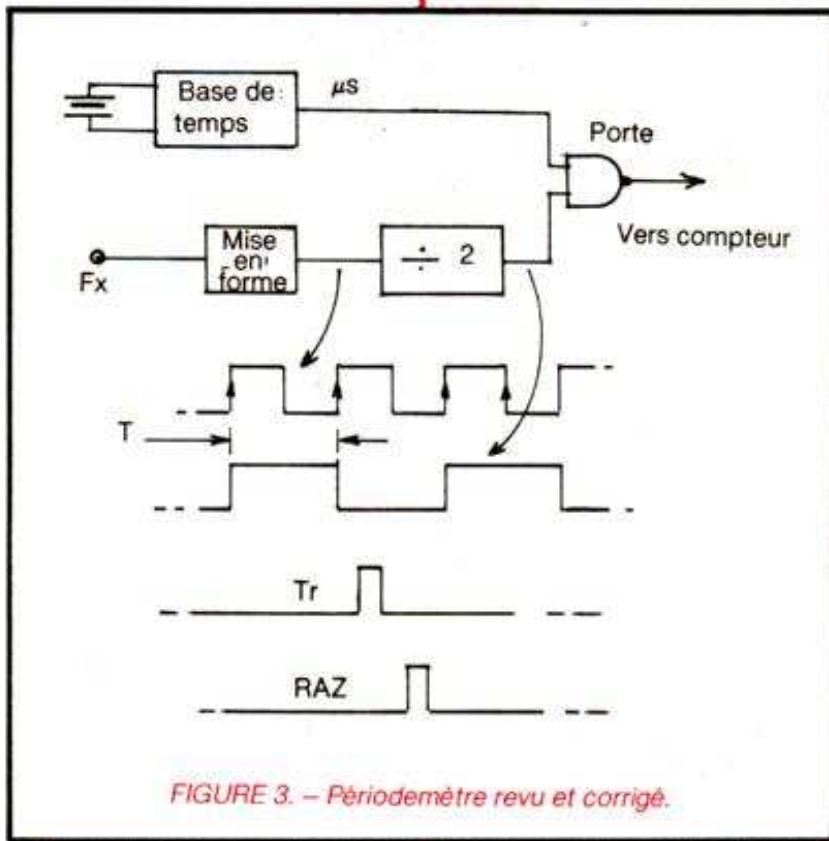 Base de:
temps
µs
Porte
Vers compteur
Fx
Mise
en
forme
÷ 2
T
Tr
RAZ
FIGURE 3. – Périodemètre revu et corrigé.